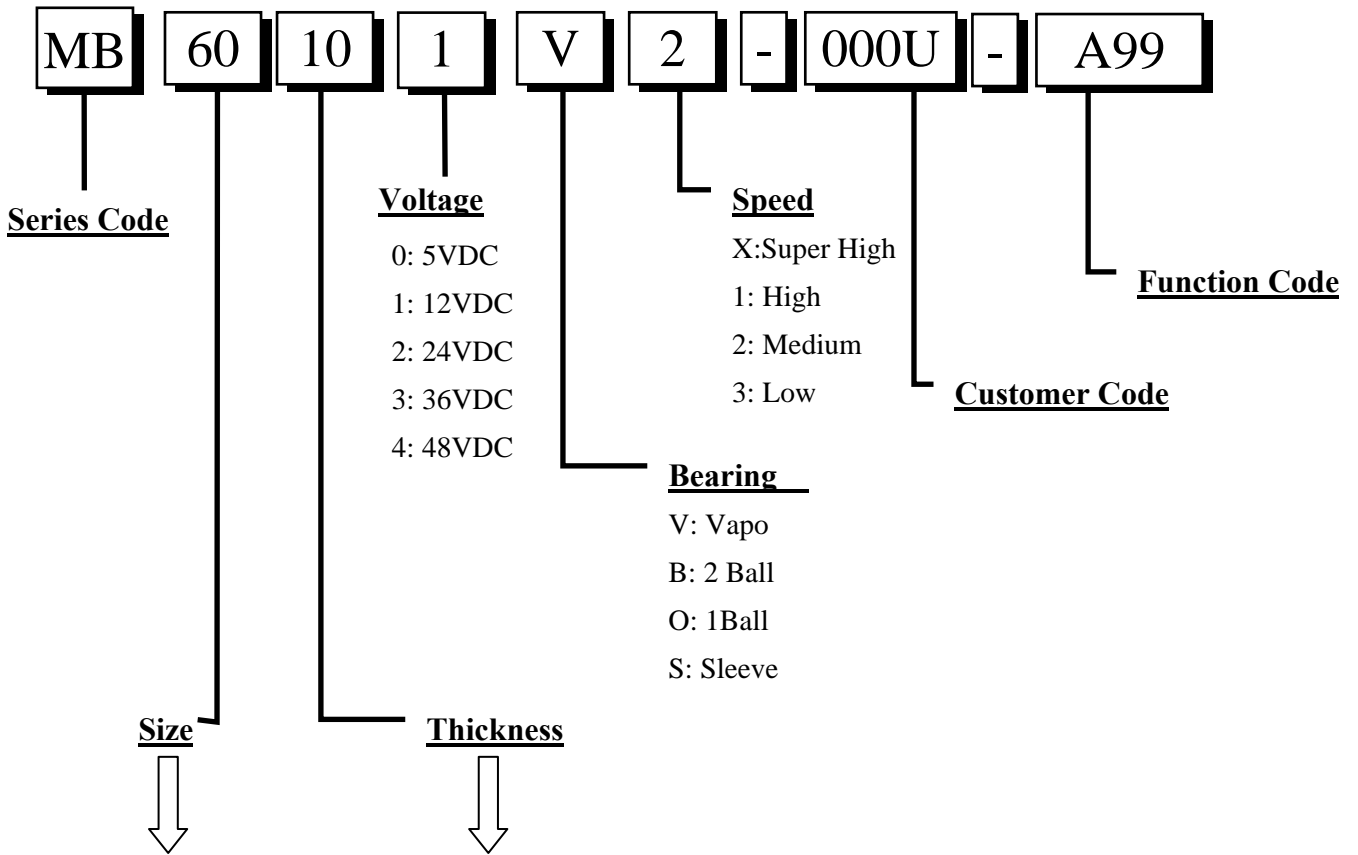 MB 60 10 1 V 2 - 000U - A99
Series Code
Voltage
0: 5VDC
1: 12VDC
2: 24VDC
3: 36VDC
4: 48VDC
Speed
X:Super High
1: High
2: Medium
3: Low
Function Code
Customer Code
Bearing
V: Vapo
B: 2 Ball
O: 1Ball
S: Sleeve
Size
Thickness